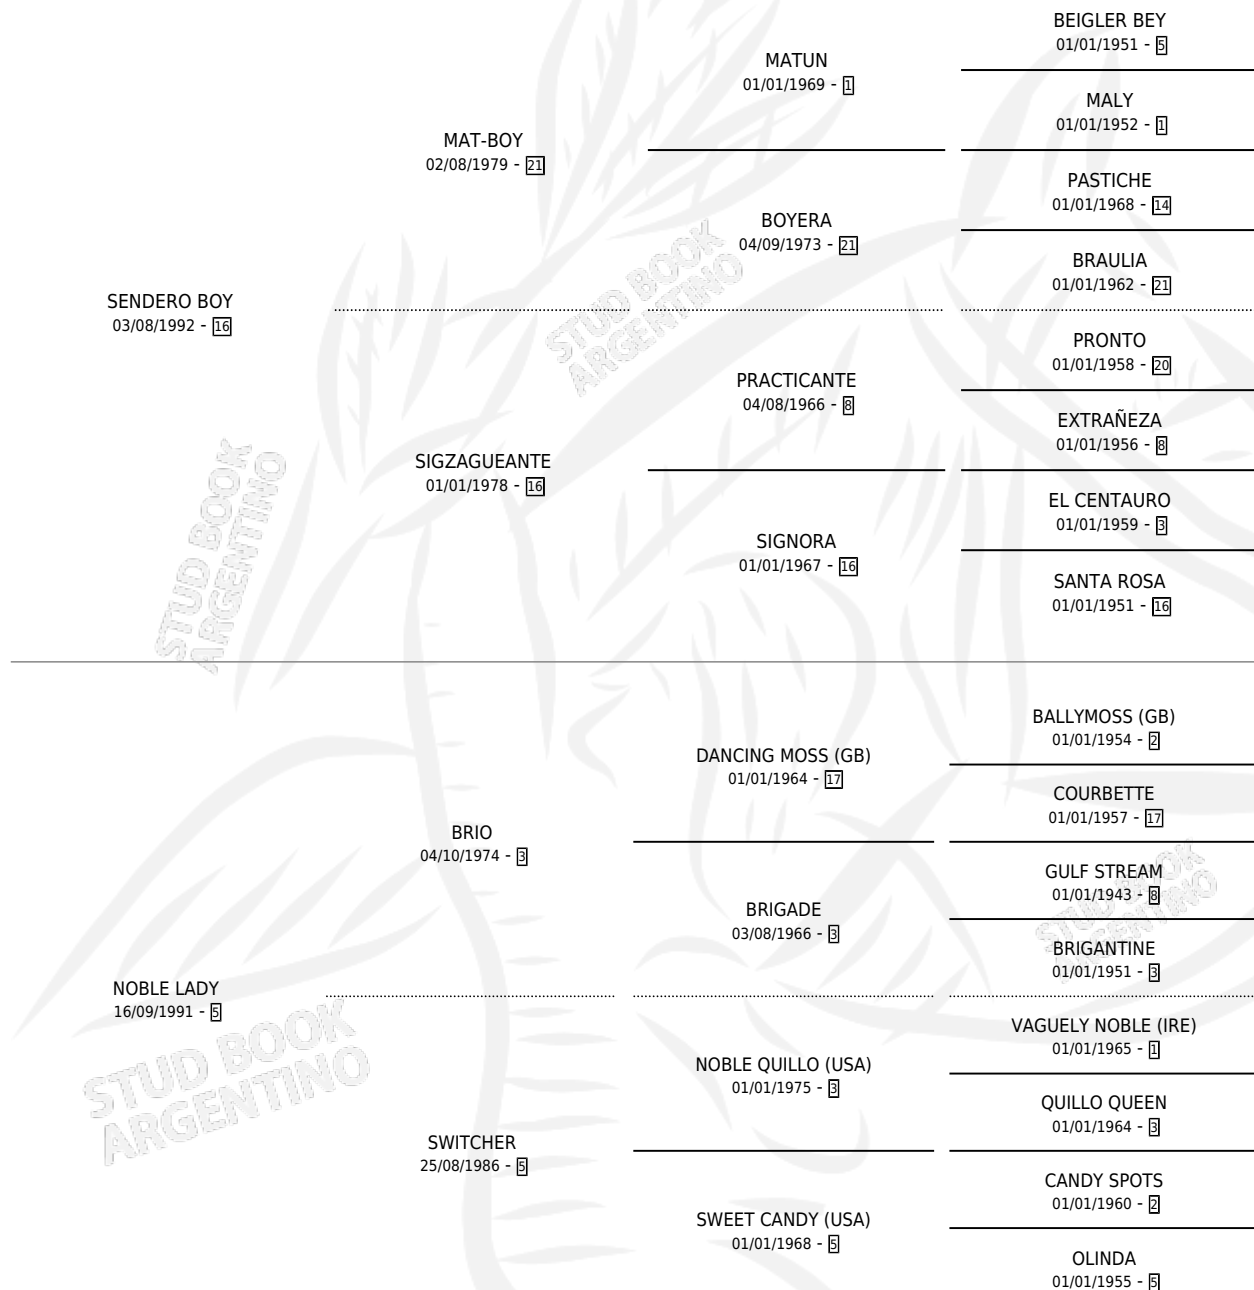 BEIGLER BEY
01/01/1951 - 5
MATUN
01/01/1969 - 1
MALY
01/01/1952 - 1
MAT-BOY
02/08/1979 - 21
PASTICHE
01/01/1968 - 14
BOYERA
04/09/1973 - 21
BRAULIA
01/01/1962 - 21
STUD BOOK
ARGENTINO
SENDERO BOY
03/08/1992 - 16
PRONTO
01/01/1958 - 20
PRACTICANTE
04/08/1966 - 8
EXTRAÑEZA
01/01/1956 - 8
SIGZAGUEANTE
01/01/1978 - 16
EL CENTAURO
01/01/1959 - 3
SIGNORA
01/01/1967 - 16
SANTA ROSA
01/01/1951 - 16
STUD BOOK
ARGENTINO
BALLYMOSS (GB)
01/01/1954 - 2
DANCING MOSS (GB)
01/01/1964 - 17
COURBETTE
01/01/1957 - 17
BRIO
04/10/1974 - 3
GULF STREAM
01/01/1943 - 8
BRIGADE
03/08/1966 - 3
BRIGANTINE
01/01/1951 - 3
STUD BOOK
ARGENTINO
NOBLE LADY
16/09/1991 - 5
VAGUELY NOBLE (IRE)
01/01/1965 - 1
NOBLE QUILLO (USA)
01/01/1975 - 3
QUILLO QUEEN
01/01/1964 - 3
STUD BOOK
ARGENTINO
SWITCHER
25/08/1986 - 5
CANDY SPOTS
01/01/1960 - 2
SWEET CANDY (USA)
01/01/1968 - 5
OLINDA
01/01/1955 - 5